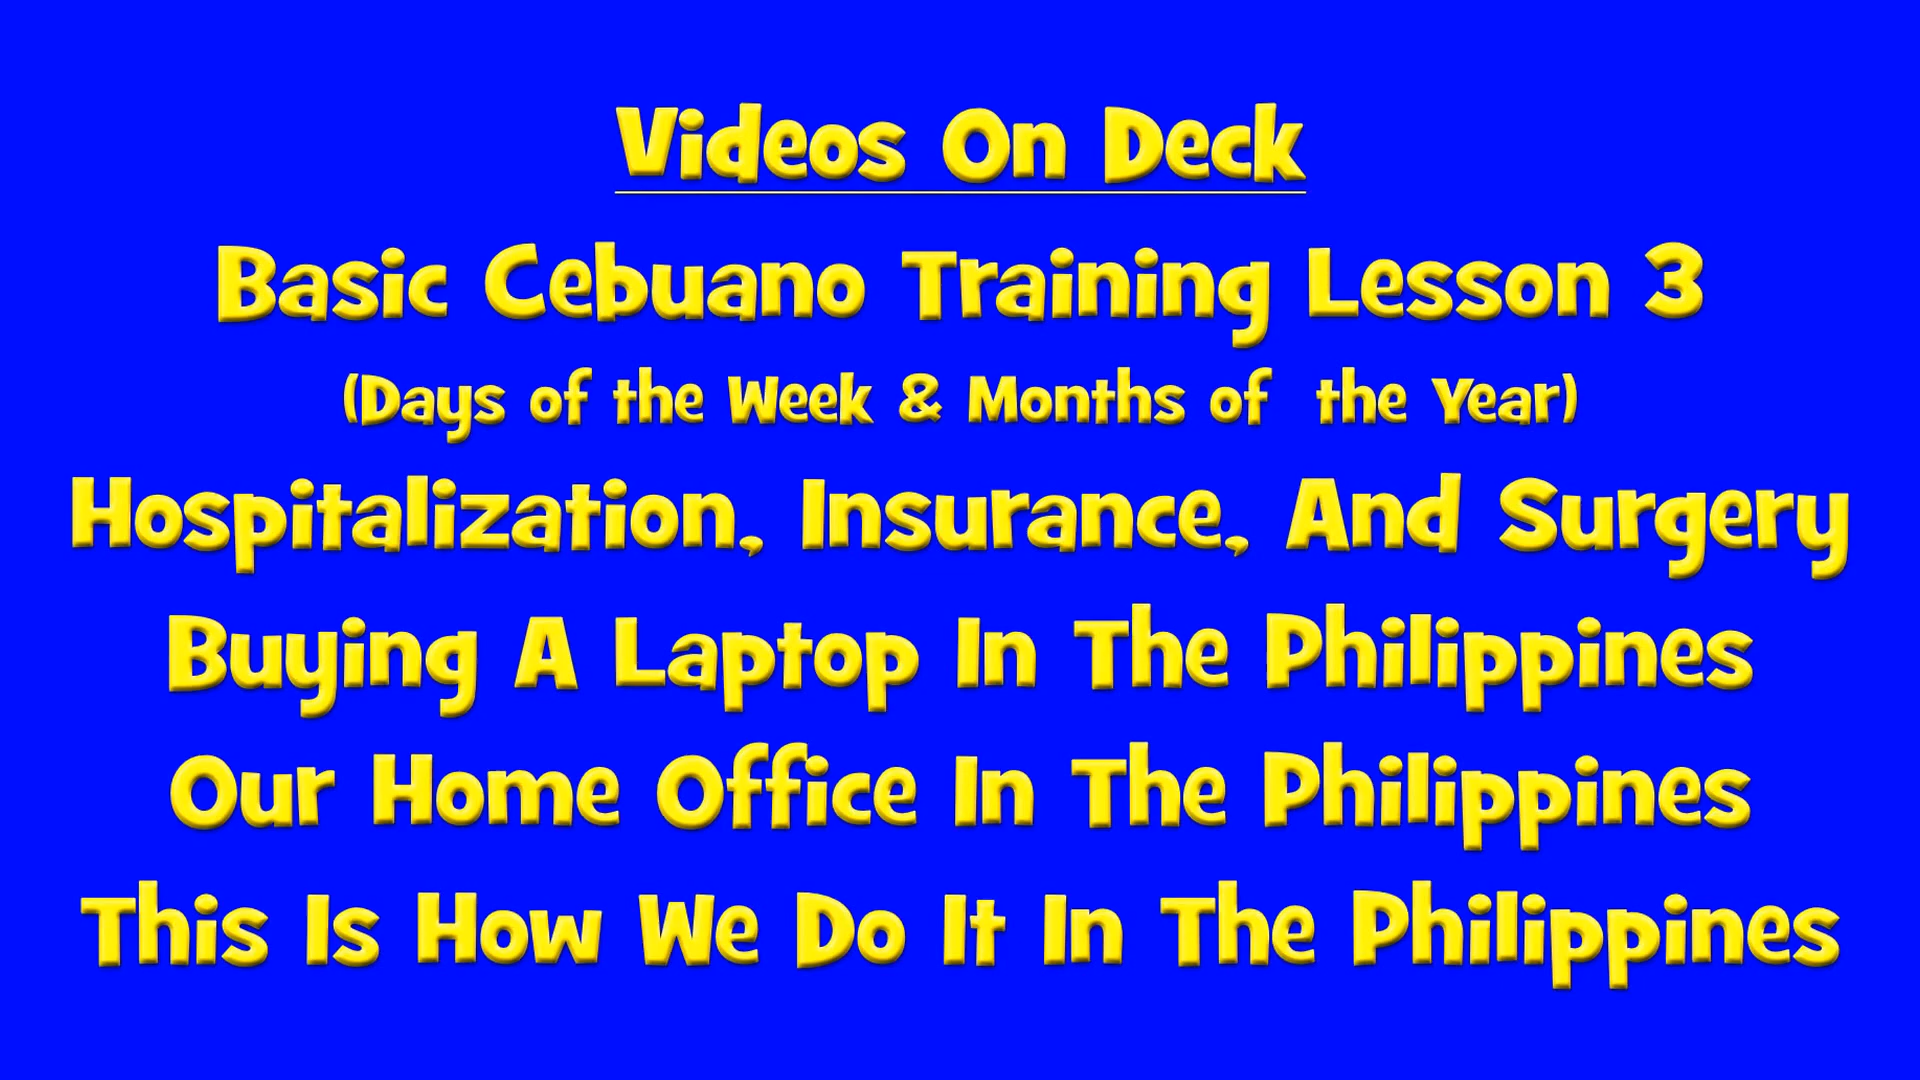 Videos On Deck
Basic Cebuano Training Lesson 3
(Days of the Week & Months of the Year)
Hospitalization, Insurance, And Surgery
Buying A Laptop In The Philippines
Our Home Office In The Philippines
This Is How We Do It In The Philippines